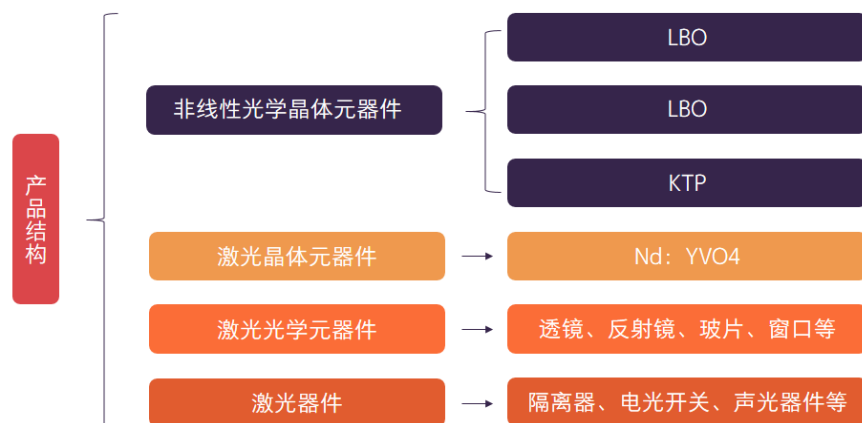 产品结构
非线性光学晶体元器件
LBO
LBO
KTP
激光晶体元器件
Nd：YVO4
激光光学元器件
透镜、反射镜、玻片、窗口等
激光器件
隔离器、电光开关、声光器件等